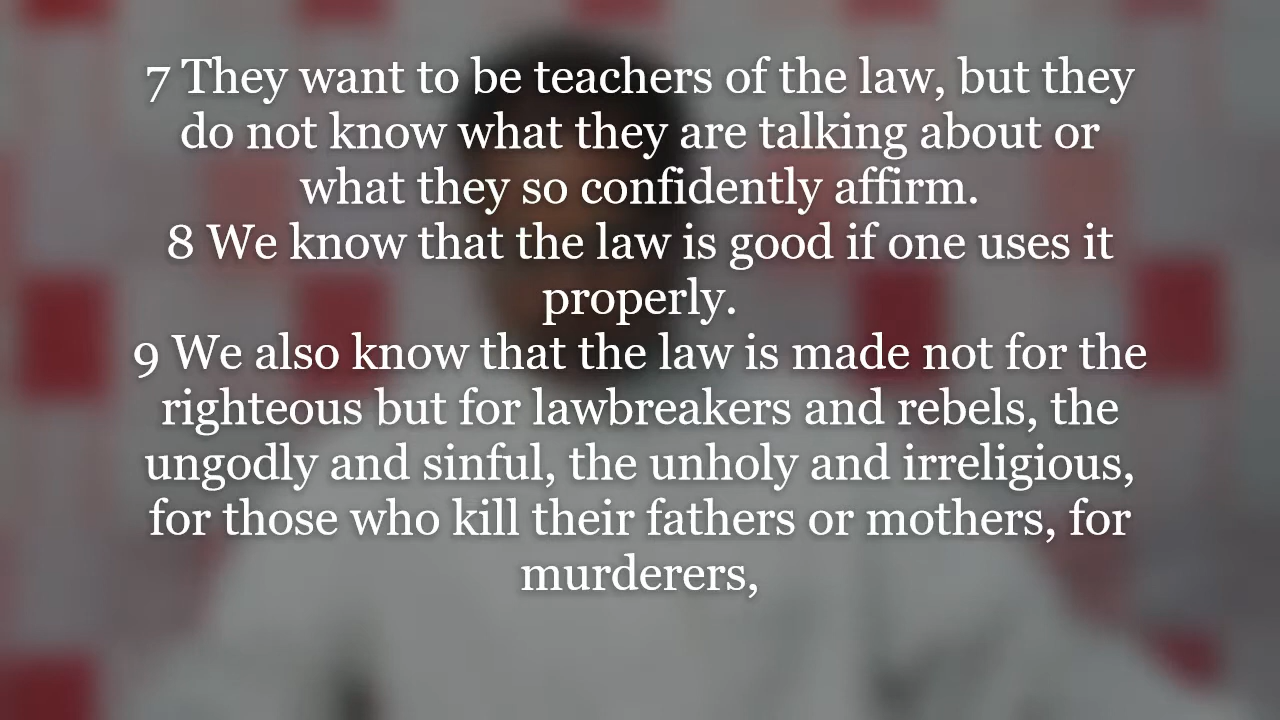 7 They want to be teachers of the law, but they
do not know what they are talking about or
what they so confidently affirm.
8 We know that the law is good if one uses it
properly.
9 We also know that the law is made not for the
righteous but for lawbreakers and rebels, the
ungodly and sinful, the unholy and irreligious,
for those who kill their fathers or mothers, for
murderers,